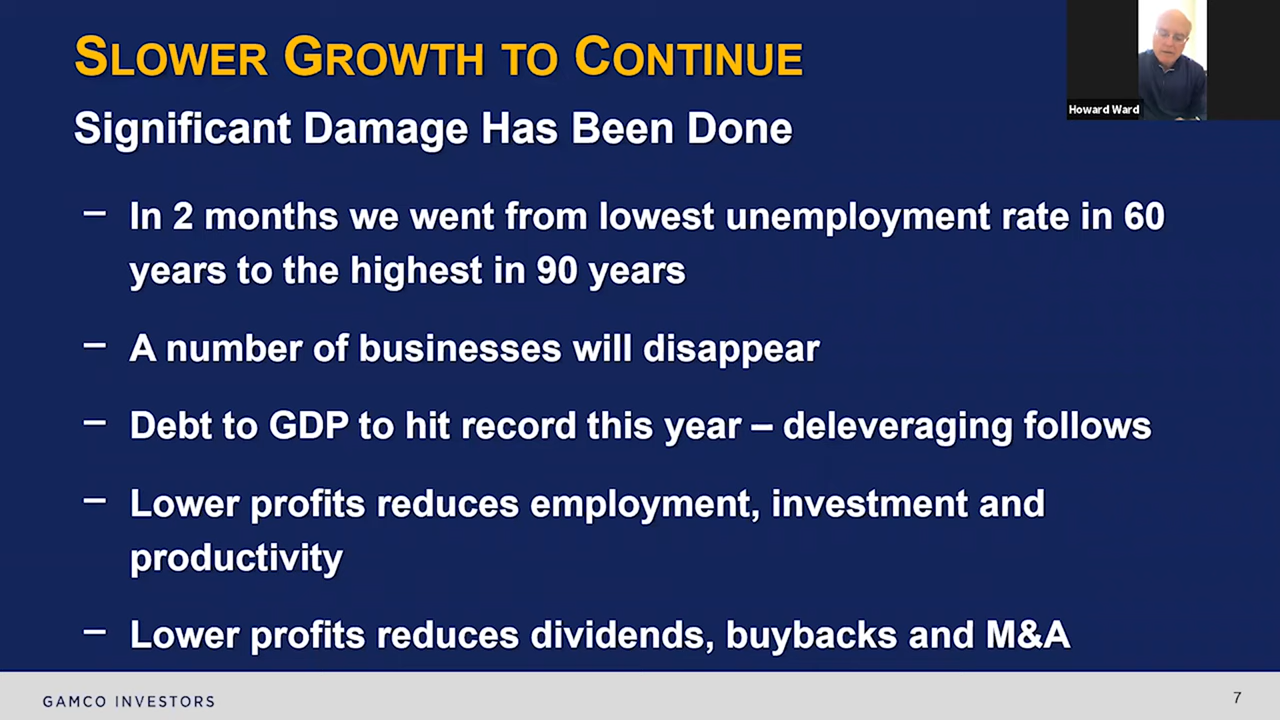 SLOWER GROWTH TO CONTINUE
Howard Ward
Significant Damage Has Been Done
– In 2 months we went from lowest unemployment rate in 60
years to the highest in 90 years
– A number of businesses will disappear
– Debt to GDP to hit record this year – deleveraging follows
– Lower profits reduces employment, investment and
productivity
– Lower profits reduces dividends, buybacks and M&A
GAMCO INVESTORS
7